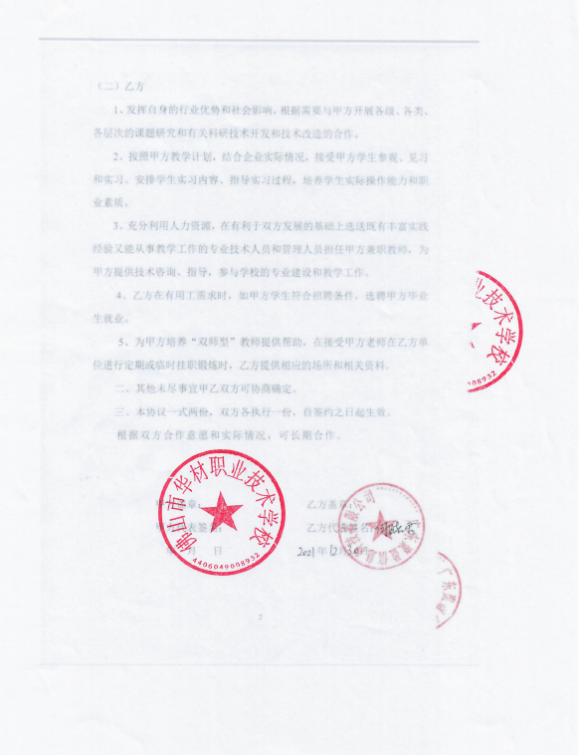 （二）乙方
1、发挥自身的行业优势和社会影响，根据需要与甲方开展各级、各类、
各层次的课题研究和有关科研技术开发和技术改造的合作。
2、按照甲方教学计划，结合企业实际情况，接受甲方学生参观、见习
和实习。安排学生实习内容、指导实习过程，培养学生实际操作能力和职
业素质。
3、充分利用人力资源，在有利于双方发展的基础上选送既有丰富实践
经验又能从事教学工作的专业技术人员和管理人员担任甲方兼职教师，为
甲方提供技术咨询、指导，参与学校的专业建设和教学工作。
4、乙方在有用工需求时，如甲方学生符合招聘条件，选聘甲方毕业
生就业。
5、为甲方培养“双师型”教师提供帮助，在接受甲方老师在乙方单
位进行定期或临时挂职锻炼时，乙方提供相应的场所和相关资料。
二、其他未尽事宜甲乙双方可协商确定。
三、本协议一式两份，双方各执行一份，自签约之日起生效。
根据双方合作意愿和实际情况，可长期合作。
业技术学校
008932
佛山市华材职业技术学校
4406049008932
甲 章：
乙方盖章
表签
乙方代表
月 日
2021年12月30
广东
2